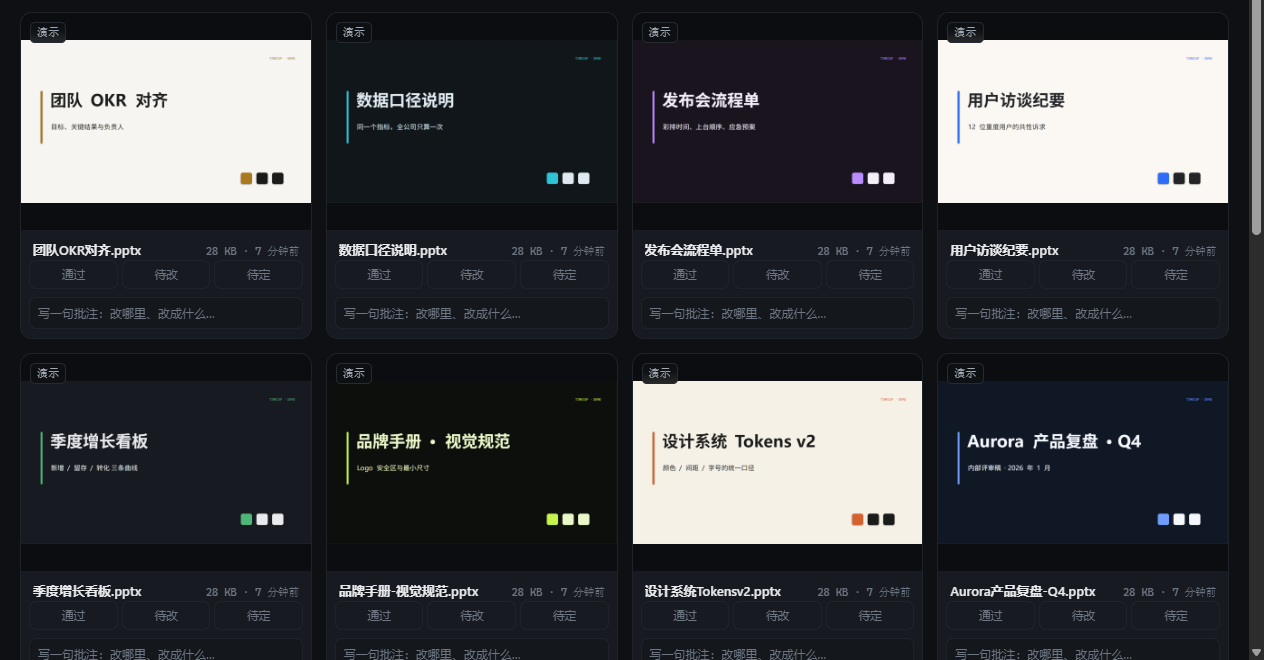 演示
团队 OKR 对齐
目标、关键结果与负责人
团队OKR对齐.pptx
28 KB · 7 分钟前
通过
待改
待定
写一句批注：改哪里、改成什么...
演示
数据口径说明
同一个指标，全公司只算一次
数据口径说明.pptx
28 KB · 7 分钟前
通过
待改
待定
写一句批注：改哪里、改成什么...
演示
发布会流程单
彩排时间、上台顺序、应急预案
发布会流程单.pptx
28 KB · 7 分钟前
通过
待改
待定
写一句批注：改哪里、改成什么...
演示
用户访谈纪要
12 位重度用户的共性诉求
用户访谈纪要.pptx
28 KB · 7 分钟前
通过
待改
待定
写一句批注：改哪里、改成什么...
演示
季度增长看板
新增 / 留存 / 转化 三条曲线
季度增长看板.pptx
28 KB · 7 分钟前
通过
待改
待定
写一句批注：改哪里、改成什么...
演示
品牌手册 · 视觉规范
Logo 安全区与最小尺寸
品牌手册-视觉规范.pptx
28 KB · 7 分钟前
通过
待改
待定
写一句批注：改哪里、改成什么...
演示
设计系统 Tokens v2
颜色 / 间距 / 字号的统一口径
设计系统Tokensv2.pptx
28 KB · 7 分钟前
通过
待改
待定
写一句批注：改哪里、改成什么...
演示
Aurora 产品复盘 · Q4
内部评审稿 · 2026 年 1 月
Aurora产品复盘-Q4.pptx
28 KB · 7 分钟前
通过
待改
待定
写一句批注：改哪里、改成什么...